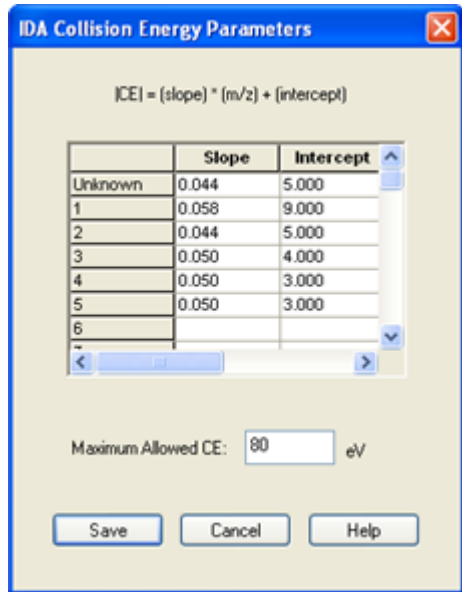 IDA Collision Energy Parameters
|CE| = (slope) * (m/z) + (intercept)
Slope Intercept
Unknown 0.044 5.000
1 0.058 9.000
2 0.044 5.000
3 0.050 4.000
4 0.050 3.000
5 0.050 3.000
6
Maximum Allowed CE: 80 eV
Save Cancel Help